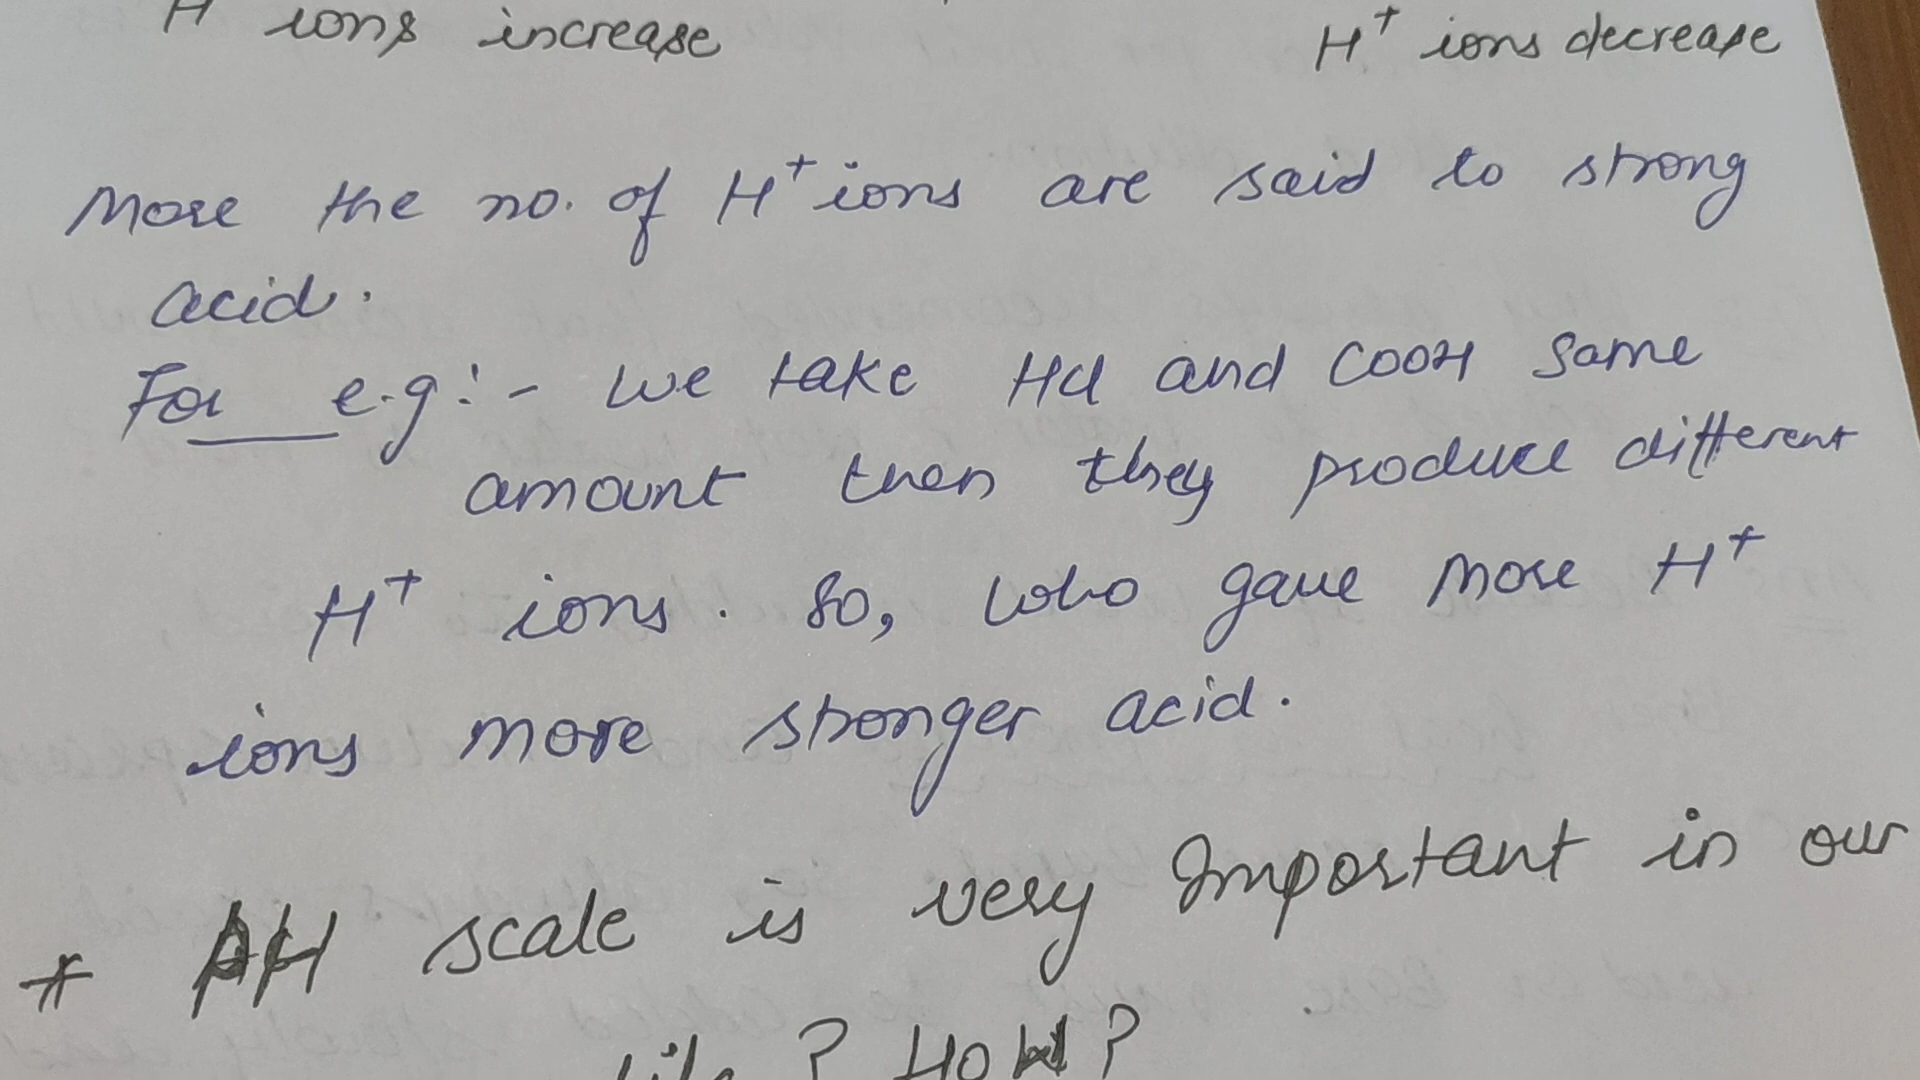 H ions increase H⁺ ions decrease
More the no. of H⁺ ions are said to strong
acid.
For e.g:- We take HCl and COOH same
amount then they produce different
H⁺ ions. So, who gave more H⁺
ions more stronger acid.
* PH scale is very Important in our
life? HOW?